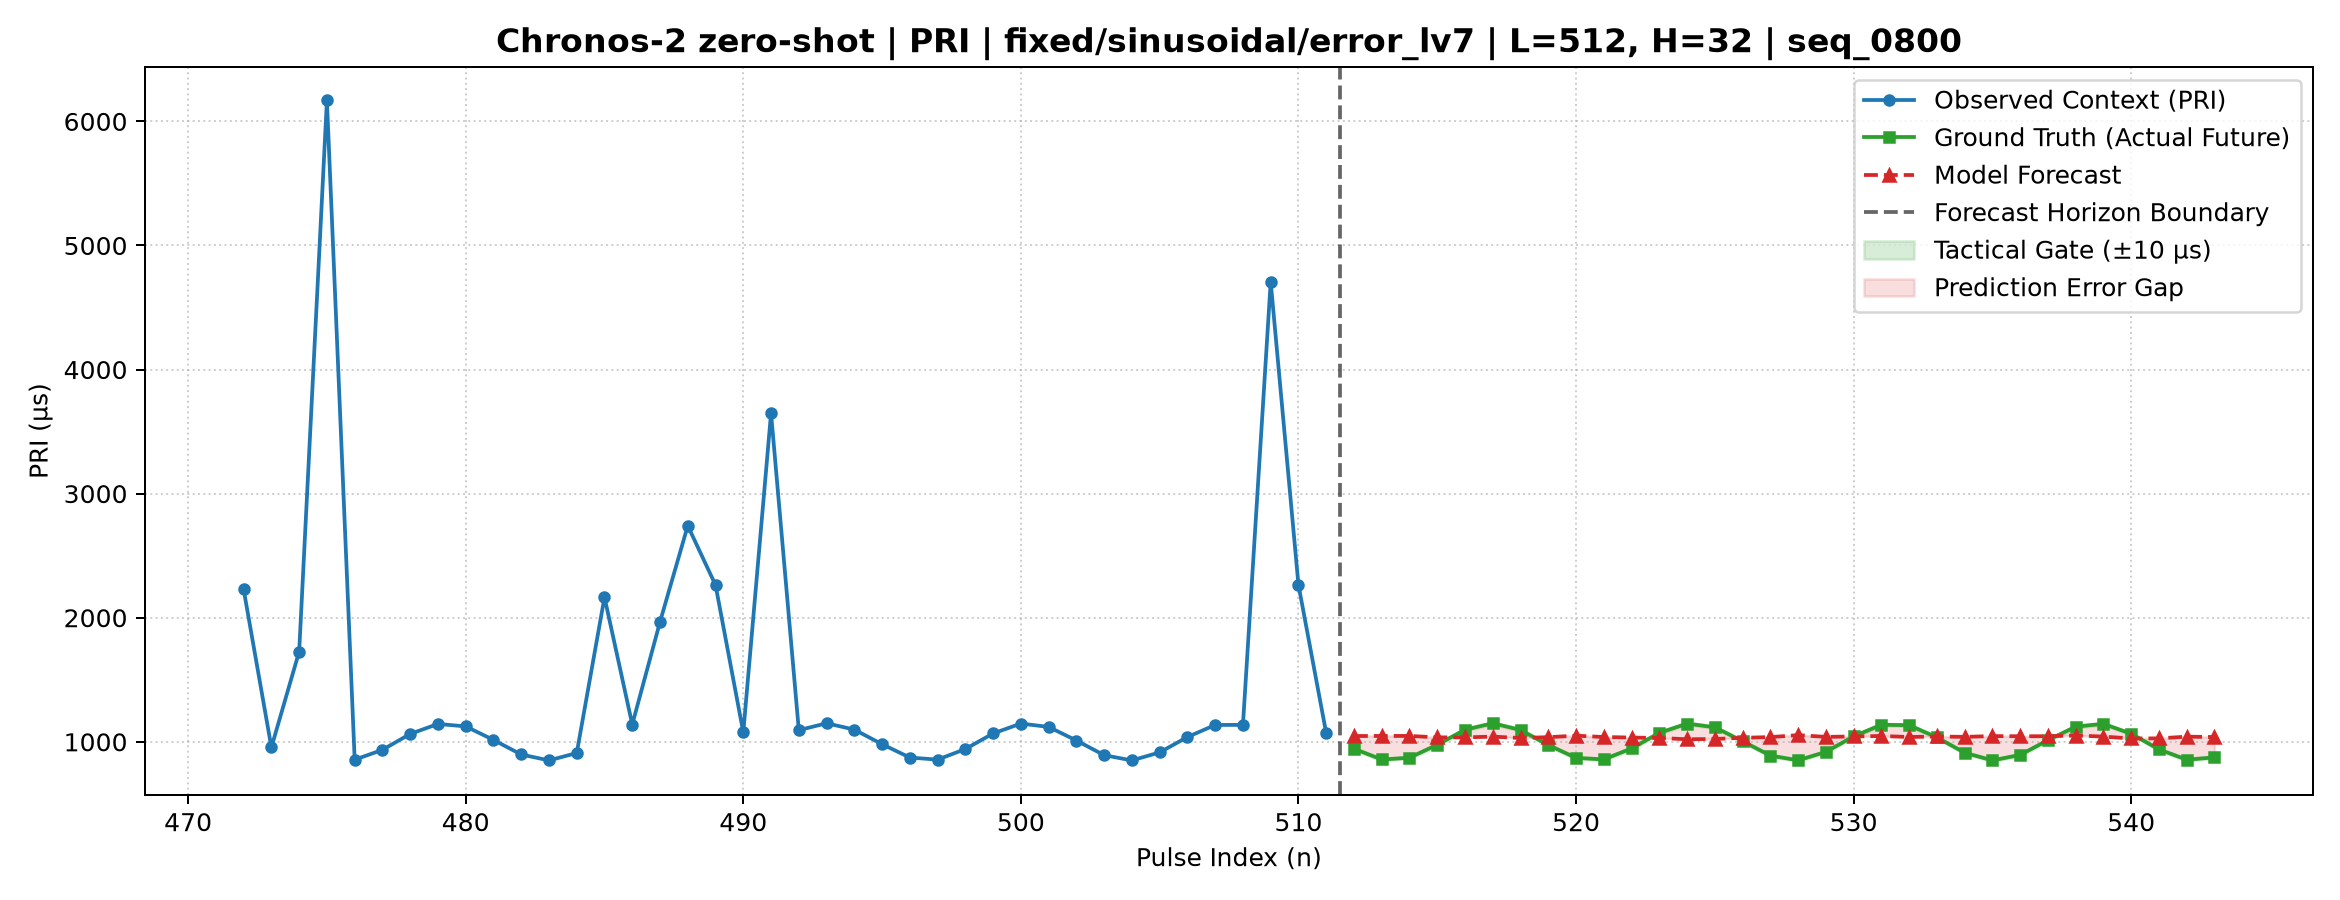 Chronos-2 zero-shot | PRI | fixed/sinusoidal/error_lv7 | L=512, H=32 | seq_0800
Observed Context (PRI)
Ground Truth (Actual Future)
Model Forecast
Forecast Horizon Boundary
Tactical Gate (±10 µs)
Prediction Error Gap
PRI (µs)
6000
5000
4000
3000
2000
1000
470 480 490 500 510 520 530 540
Pulse Index (n)